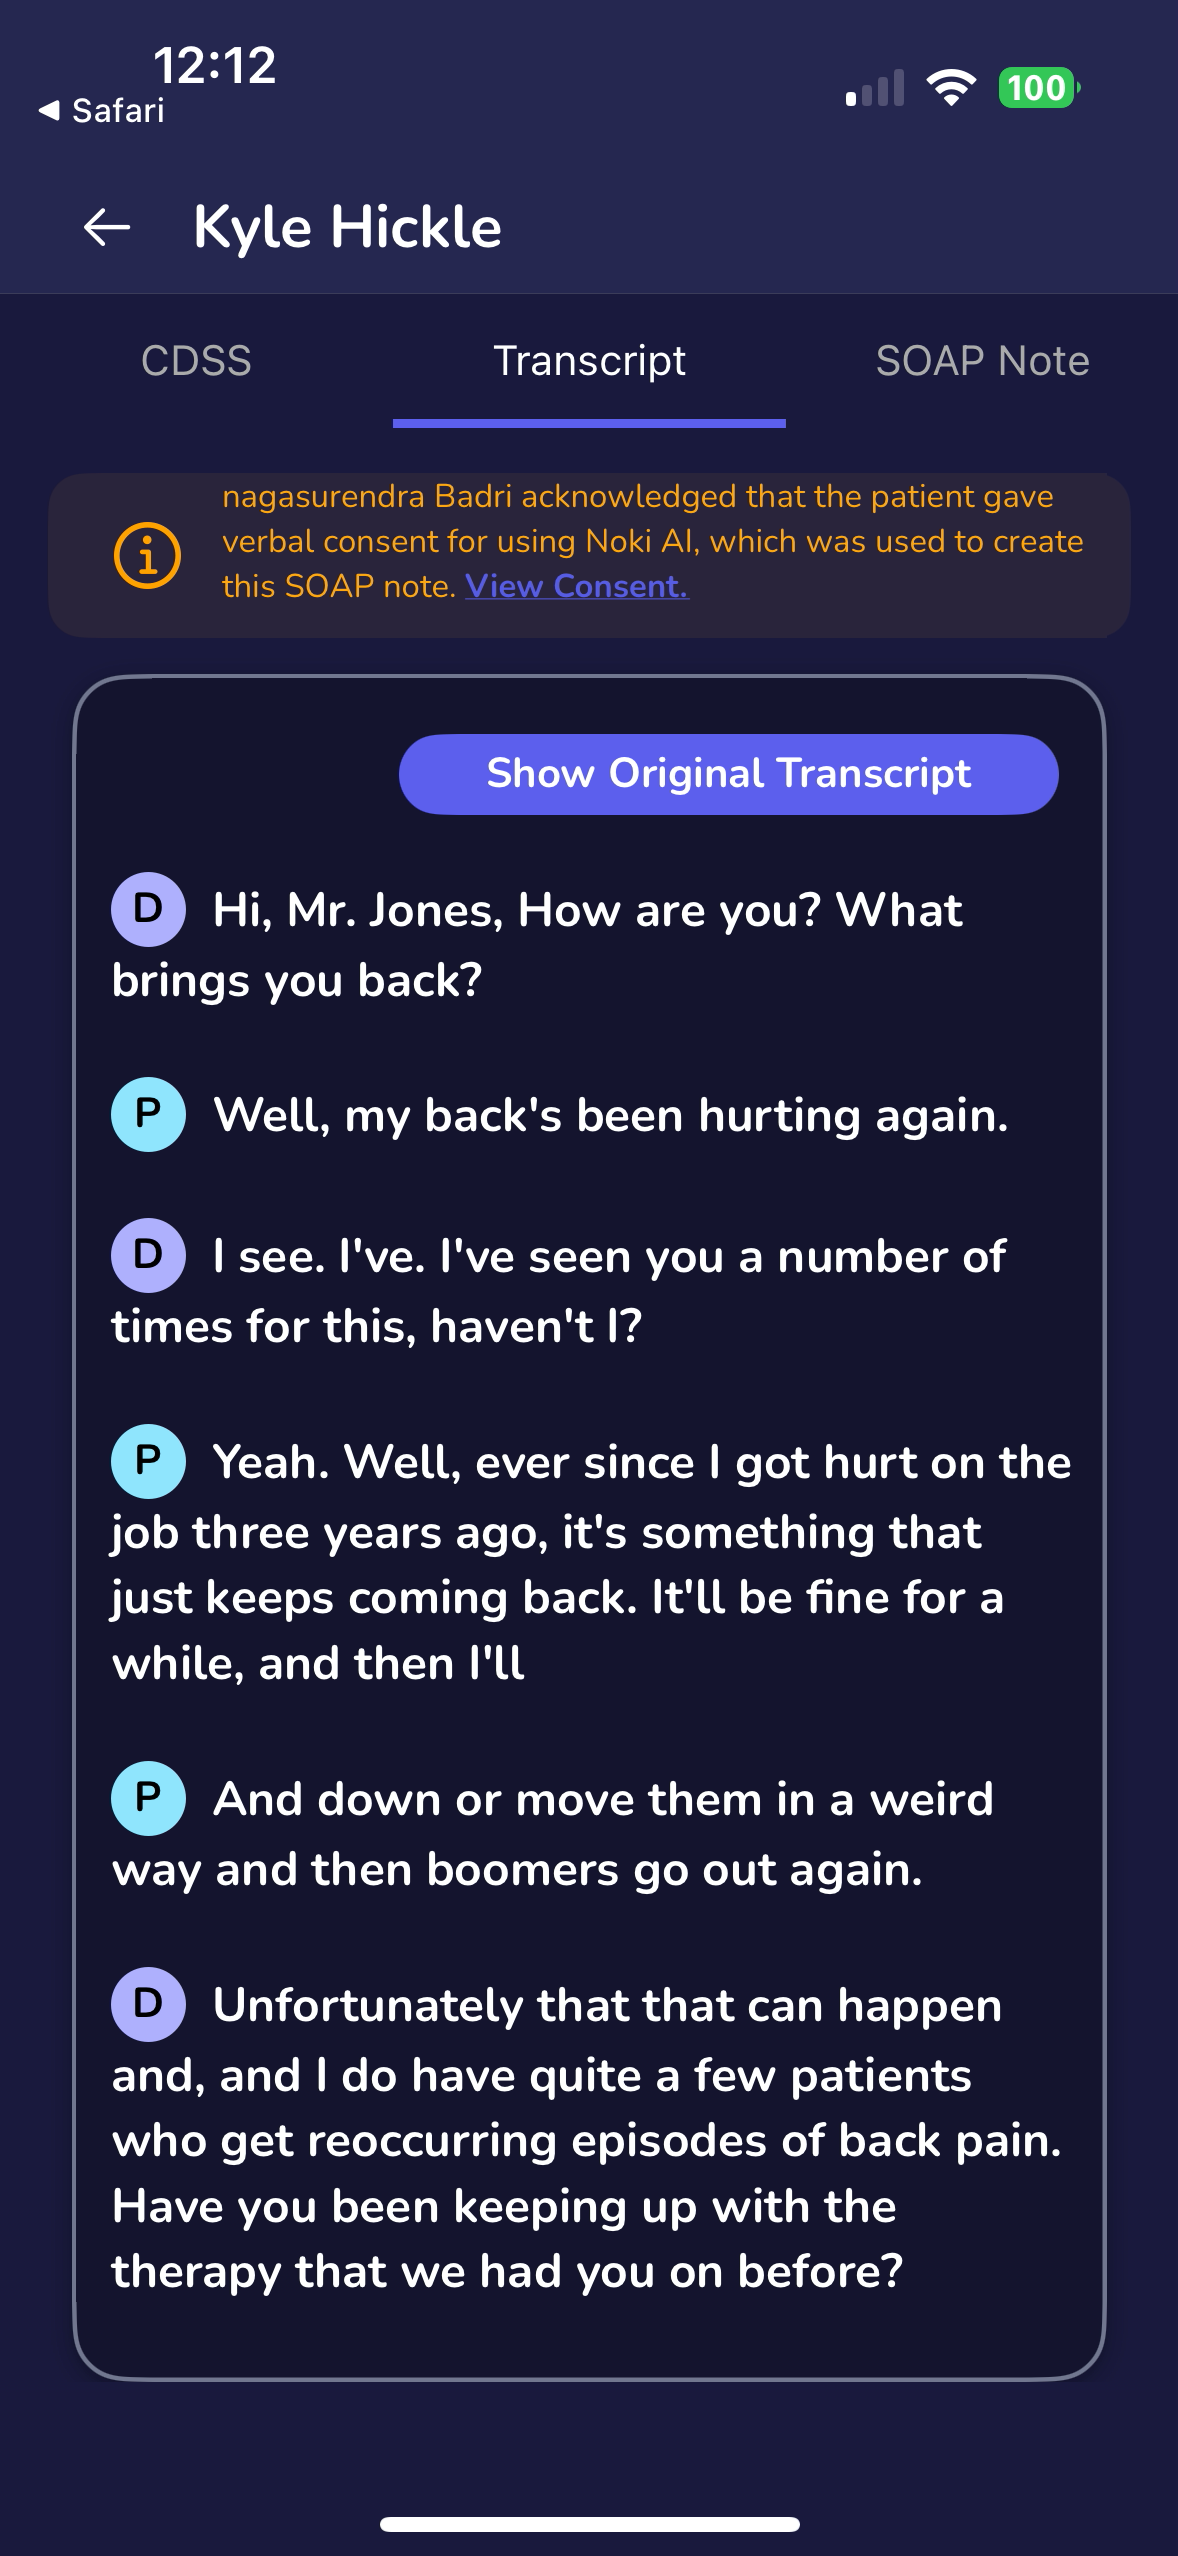 12:12
Safari
100
Kyle Hickle
CDSS
Transcript
SOAP Note
nagasurendra Badri acknowledged that the patient gave
verbal consent for using Noki AI, which was used to create
this SOAP note. View Consent.
Show Original Transcript
D Hi, Mr. Jones, How are you? What
brings you back?
P Well, my back's been hurting again.
D I see. I've. I've seen you a number of
times for this, haven't I?
P Yeah. Well, ever since I got hurt on the
job three years ago, it's something that
just keeps coming back. It'll be fine for a
while, and then I'll
P And down or move them in a weird
way and then boomers go out again.
D Unfortunately that that can happen
and, and I do have quite a few patients
who get reoccurring episodes of back pain.
Have you been keeping up with the
therapy that we had you on before?